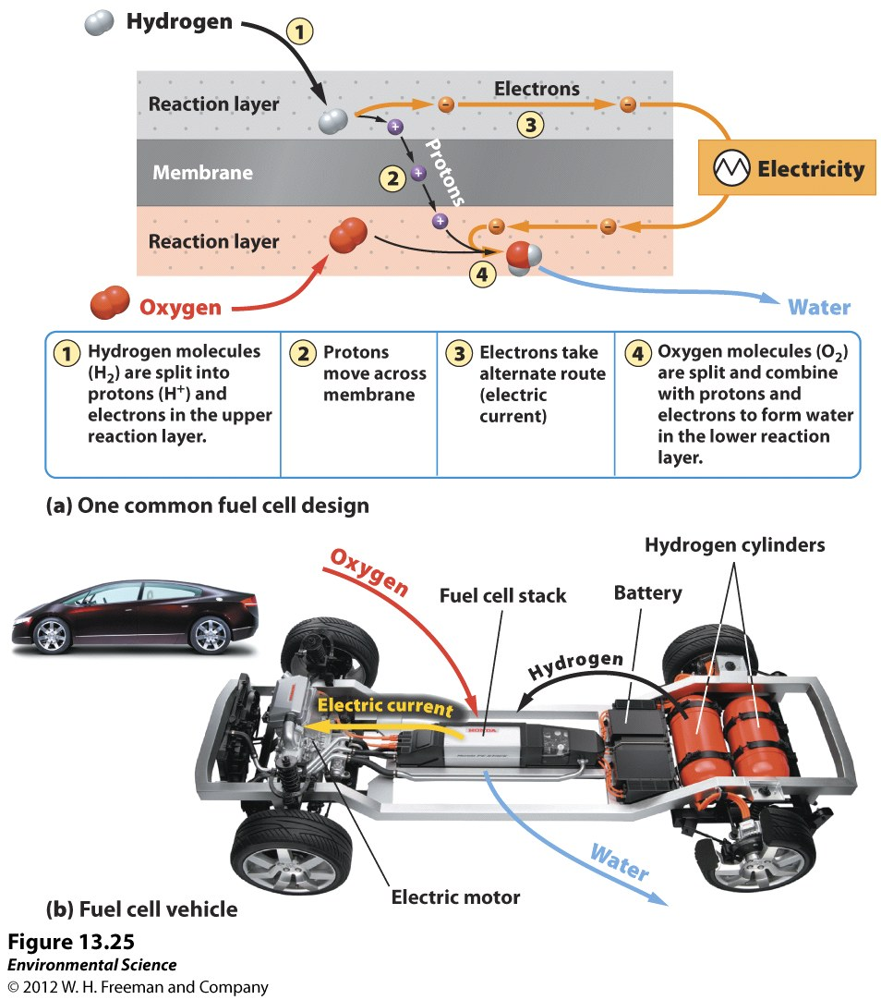 Hydrogen
1
Reaction layer
Electrons
+
-
-
3
Membrane
2
+
Protons
Electricity
Reaction layer
+
-
-
4
Oxygen
Water
1 Hydrogen molecules
(H₂) are split into
protons (H⁺) and
electrons in the upper
reaction layer.
2 Protons
move across
membrane
3 Electrons take
alternate route
(electric
current)
4 Oxygen molecules (O₂)
are split and combine
with protons and
electrons to form water
in the lower reaction
layer.
(a) One common fuel cell design
Hydrogen cylinders
Oxygen
Fuel cell stack
Battery
Hydrogen
Electric current
HONDA
Water
Electric motor
(b) Fuel cell vehicle
Figure 13.25
Environmental Science
© 2012 W. H. Freeman and Company